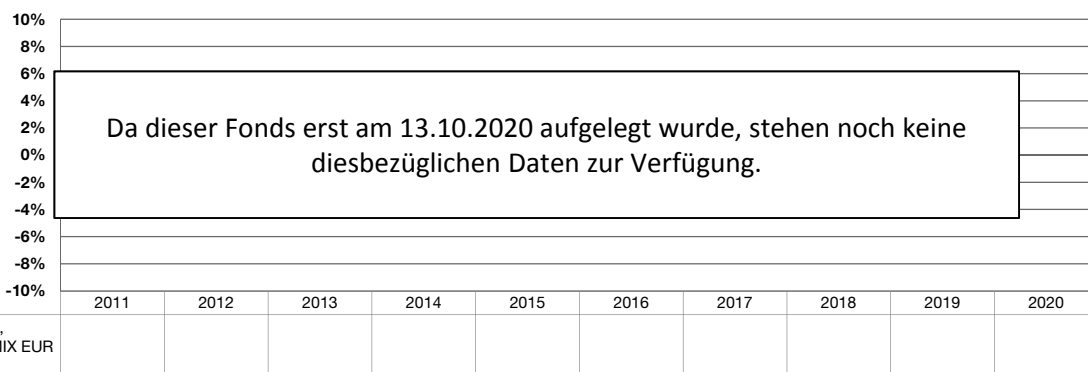 10%
8%
6%
4%
2%
0%
-2%
-4%
-6%
-8%
-10%
Da dieser Fonds erst am 13.10.2020 aufgelegt wurde, stehen noch keine
diesbezüglichen Daten zur Verfügung.
2011 2012 2013 2014 2015 2016 2017 2018 2019 2020
EUR